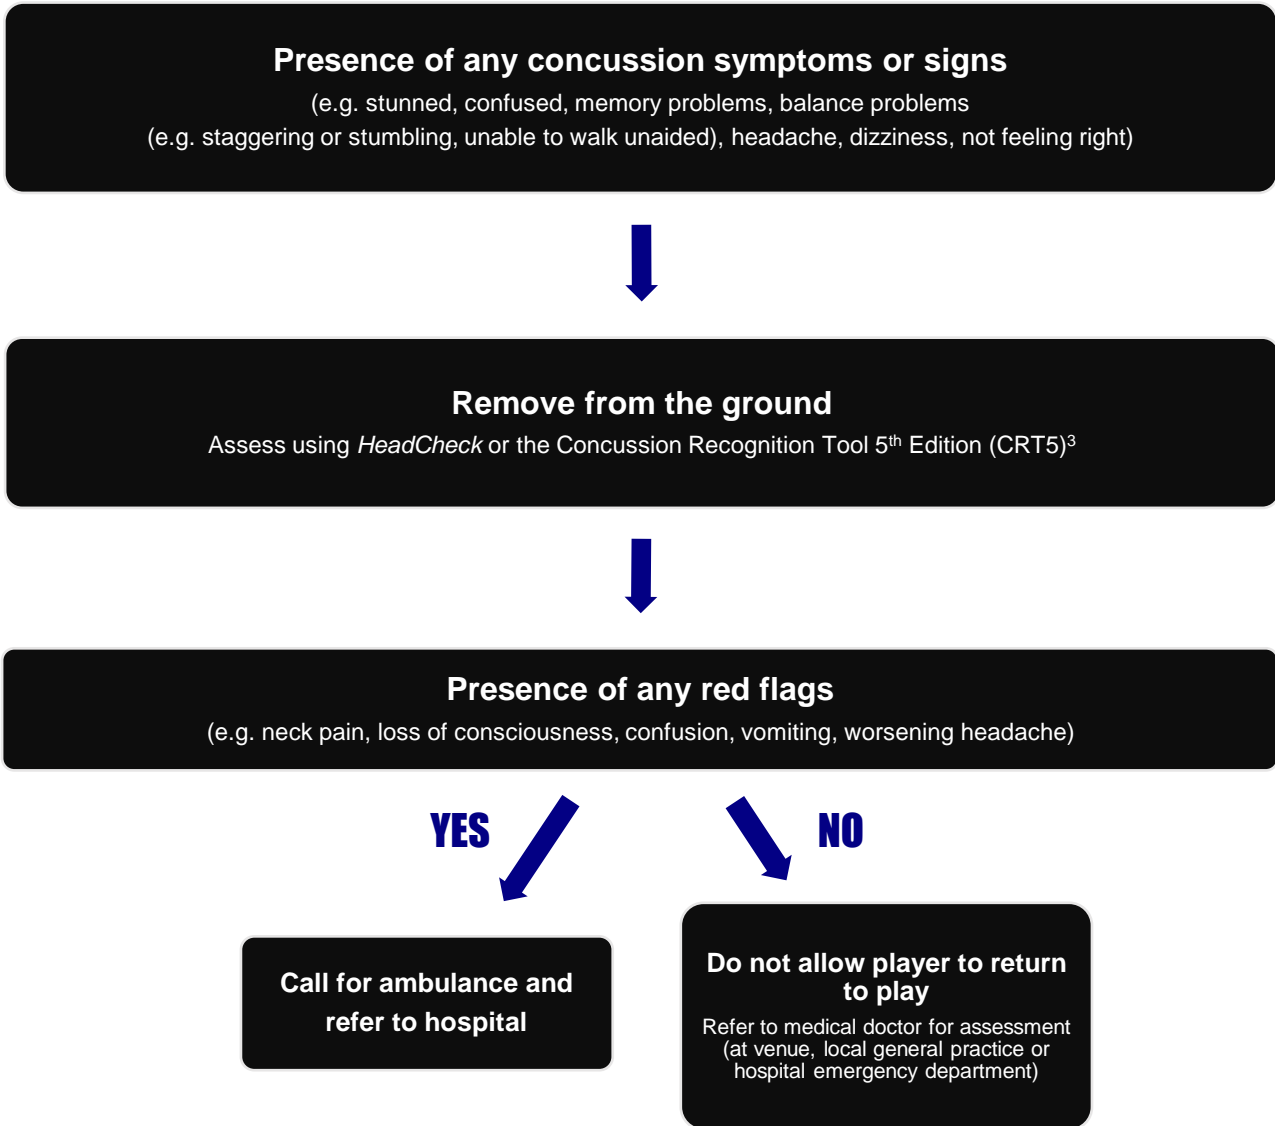 Presence of any concussion symptoms or signs
(e.g. stunned, confused, memory problems, balance problems
(e.g. staggering or stumbling, unable to walk unaided), headache, dizziness, not feeling right)
Remove from the ground
Assess using HeadCheck or the Concussion Recognition Tool 5th Edition (CRT5)3
Presence of any red flags
(e.g. neck pain, loss of consciousness, confusion, vomiting, worsening headache)
YES
NO
Call for ambulance and
refer to hospital
Do not allow player to return
to play
Refer to medical doctor for assessment
(at venue, local general practice or
hospital emergency department)